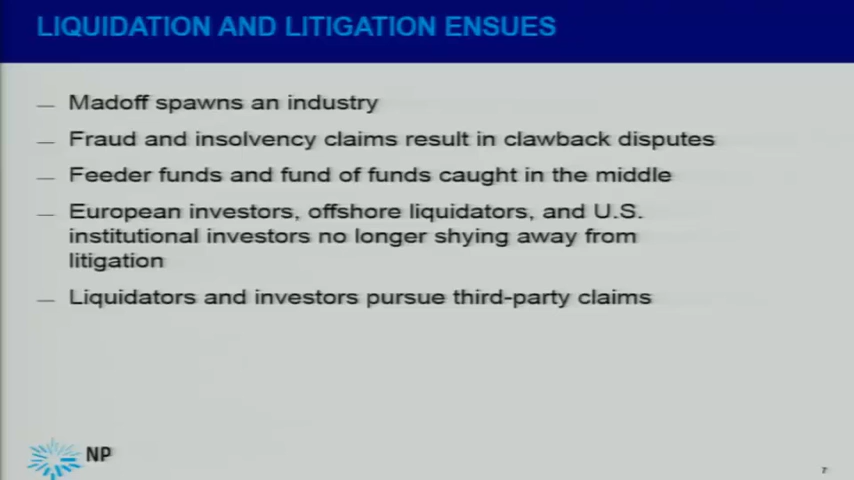 LIQUIDATION AND LITIGATION ENSUES
— Madoff spawns an industry
— Fraud and insolvency claims result in clawback disputes
— Feeder funds and fund of funds caught in the middle
— European investors, offshore liquidators, and U.S.
institutional investors no longer shying away from
litigation
— Liquidators and investors pursue third-party claims
NP
7